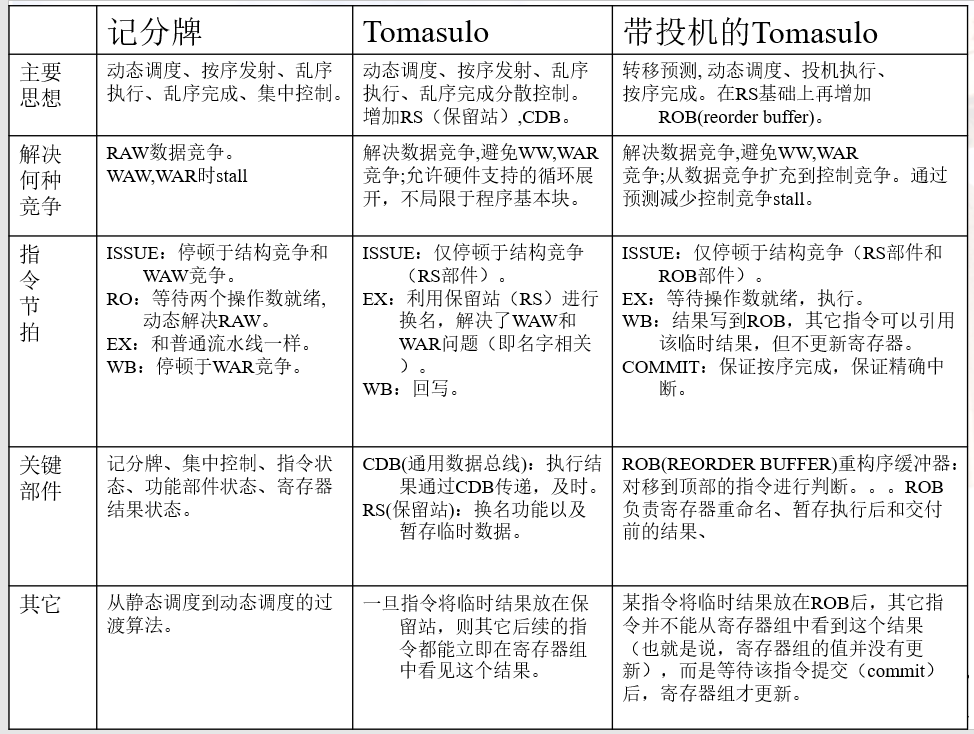 记分牌
Tomasulo
带投机的Tomasulo
主要
思想
动态调度、按序发射、乱序
执行、乱序完成、集中控制。
动态调度、按序发射、乱序
执行、乱序完成分散控制。
增加RS（保留站）,CDB。
转移预测, 动态调度、投机执行、
按序完成。在RS基础上再增加
ROB(reorder buffer)。
解决
何种
竞争
RAW数据竞争。
WAW,WAR时stall
解决数据竞争,避免WW,WAR
竞争;允许硬件支持的循环展
开，不局限于程序基本块。
解决数据竞争,避免WW,WAR
竞争;从数据竞争扩充到控制竞争。通过
预测减少控制竞争stall。
指
令
节
拍
ISSUE：停顿于结构竞争和
WAW竞争。
RO：等待两个操作数就绪,
动态解决RAW。
EX：和普通流水线一样。
WB：停顿于WAR竞争。
ISSUE：仅停顿于结构竞争
（RS部件）。
EX：利用保留站（RS）进行
换名，解决了WAW和
WAR问题（即名字相关
）。
WB：回写。
ISSUE：仅停顿于结构竞争（RS部件和
ROB部件）。
EX：等待操作数就绪，执行。
WB：结果写到ROB，其它指令可以引用
该临时结果，但不更新寄存器。
COMMIT：保证按序完成，保证精确中
断。
关键
部件
记分牌、集中控制、指令状
态、功能部件状态、寄存器
结果状态。
CDB(通用数据总线)：执行结
果通过CDB传递，及时。
RS(保留站)：换名功能以及
暂存临时数据。
ROB(REORDER BUFFER)重构序缓冲器：
对移到顶部的指令进行判断。。。ROB
负责寄存器重命名、暂存执行后和交付
前的结果、
其它
从静态调度到动态调度的过
渡算法。
一旦指令将临时结果放在保
留站，则其它后续的指
令都能立即在寄存器组
中看见这个结果。
某指令将临时结果放在ROB后，其它指
令并不能从寄存器组中看到这个结果
（也就是说，寄存器组的值并没有更
新），而是等待该指令提交（commit）
后，寄存器组才更新。